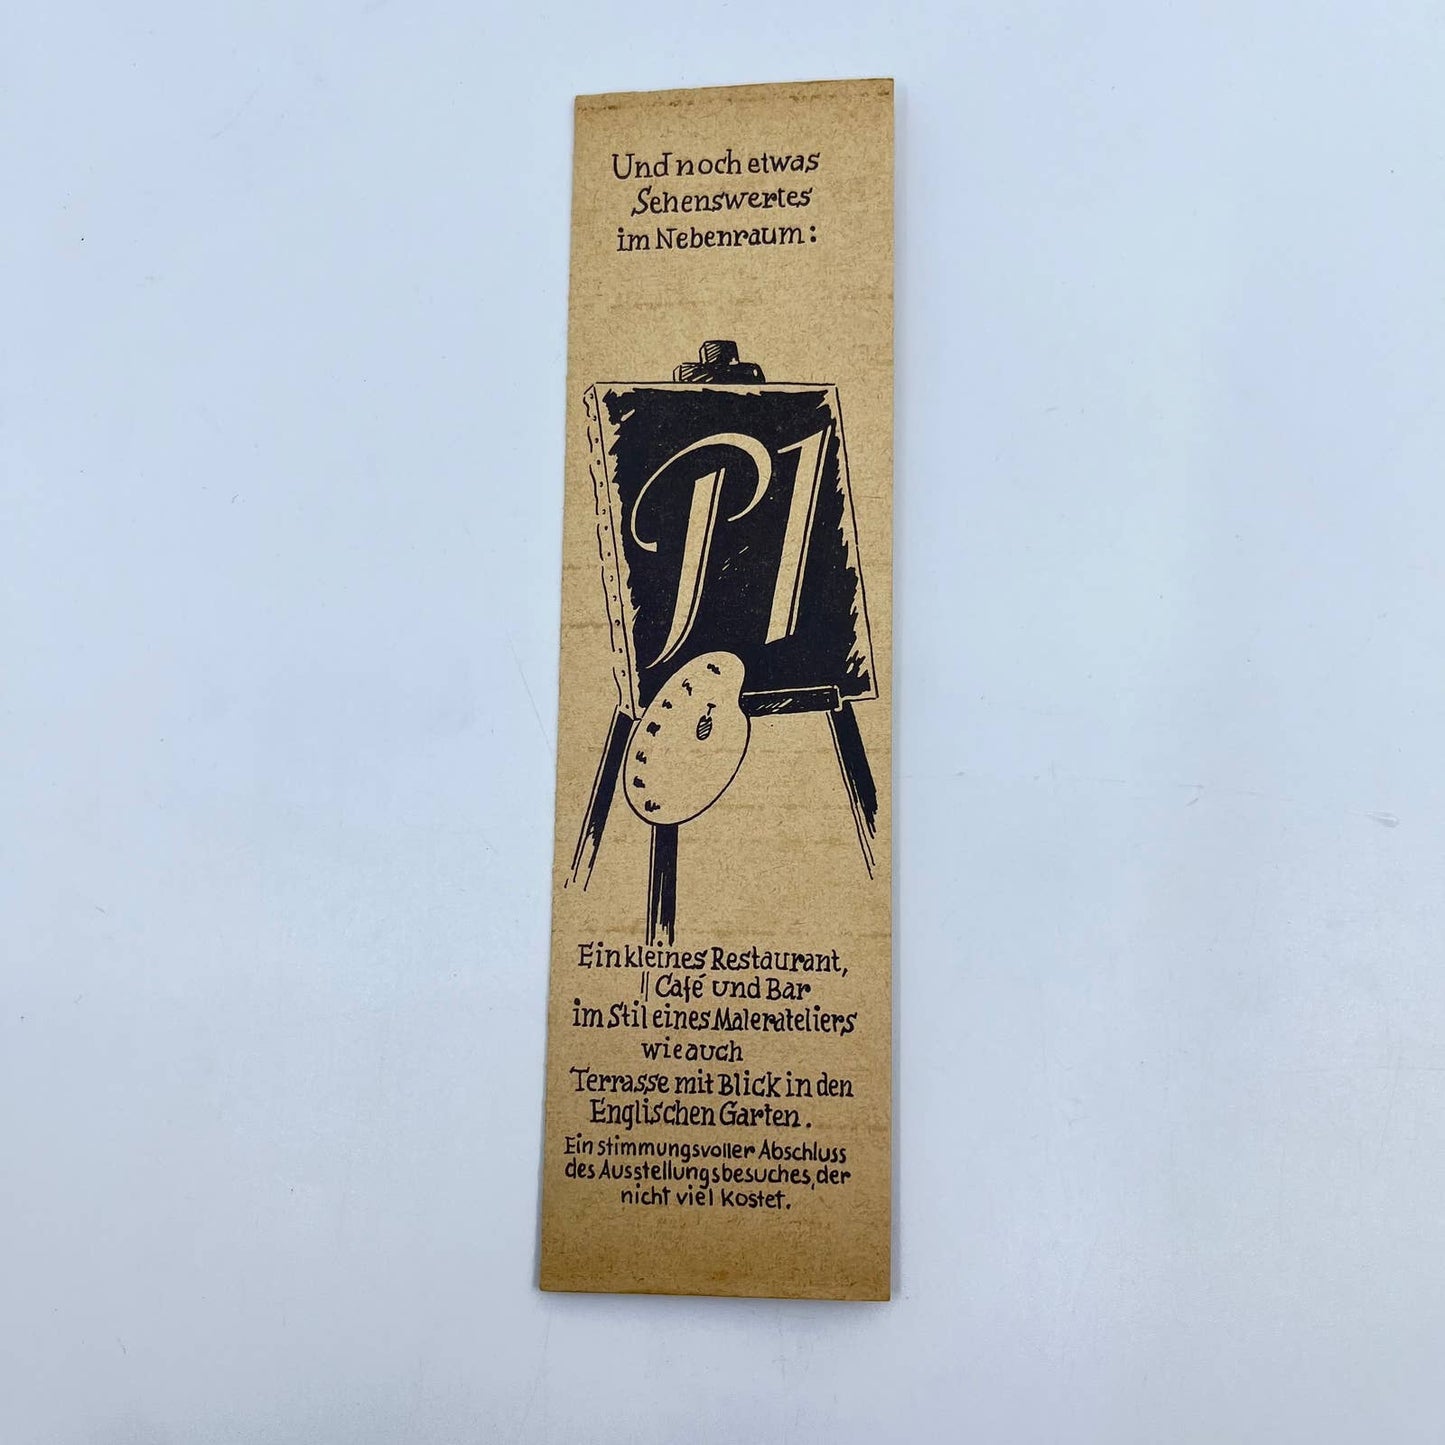 Und noch etwas
Sehenswertes
im Nebenraum:
P1
Ein kleines Restaurant,
Café und Bar
im Stil eines Malerateliers
wie auch
Terrasse mit Blick in den
Englischen Garten.
Ein stimmungsvoller Abschluss
des Ausstellungsbesuches, der
nicht viel kostet.